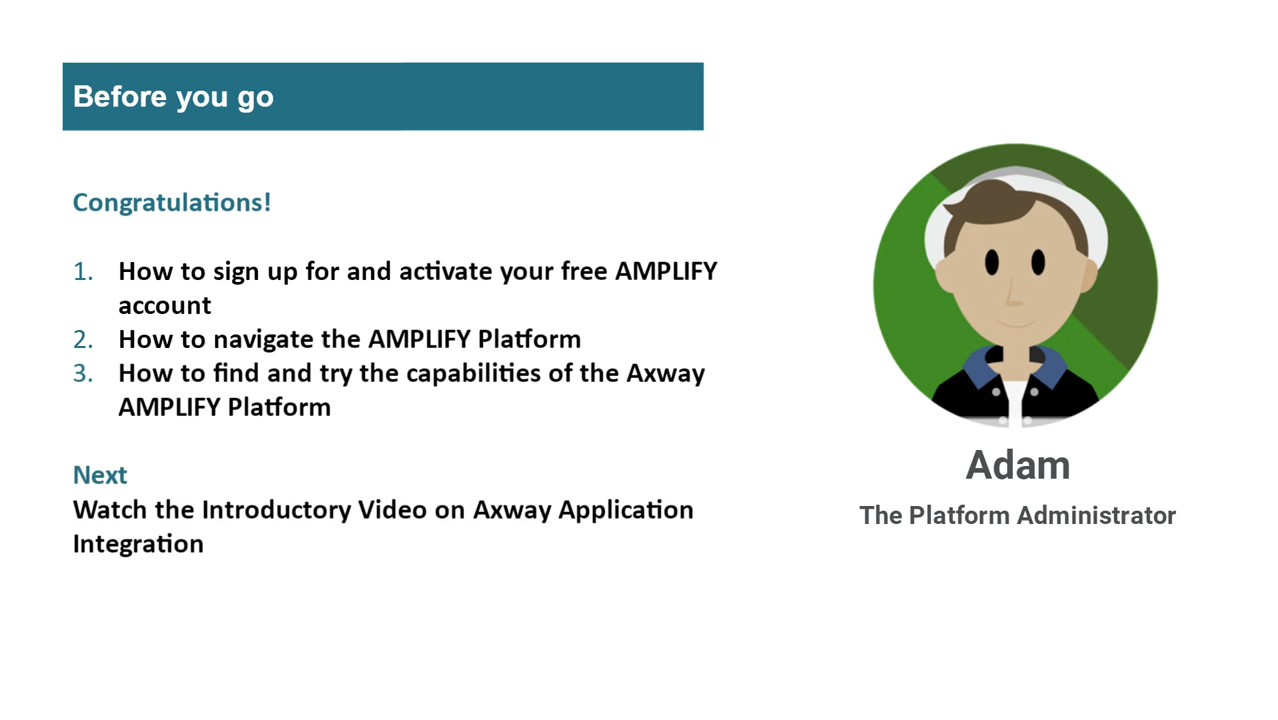 Before you go
Congratulations!
1. How to sign up for and activate your free AMPLIFY
account
2. How to navigate the AMPLIFY Platform
3. How to find and try the capabilities of the Axway
AMPLIFY Platform
Next
Watch the Introductory Video on Axway Application
Integration
Adam
The Platform Administrator